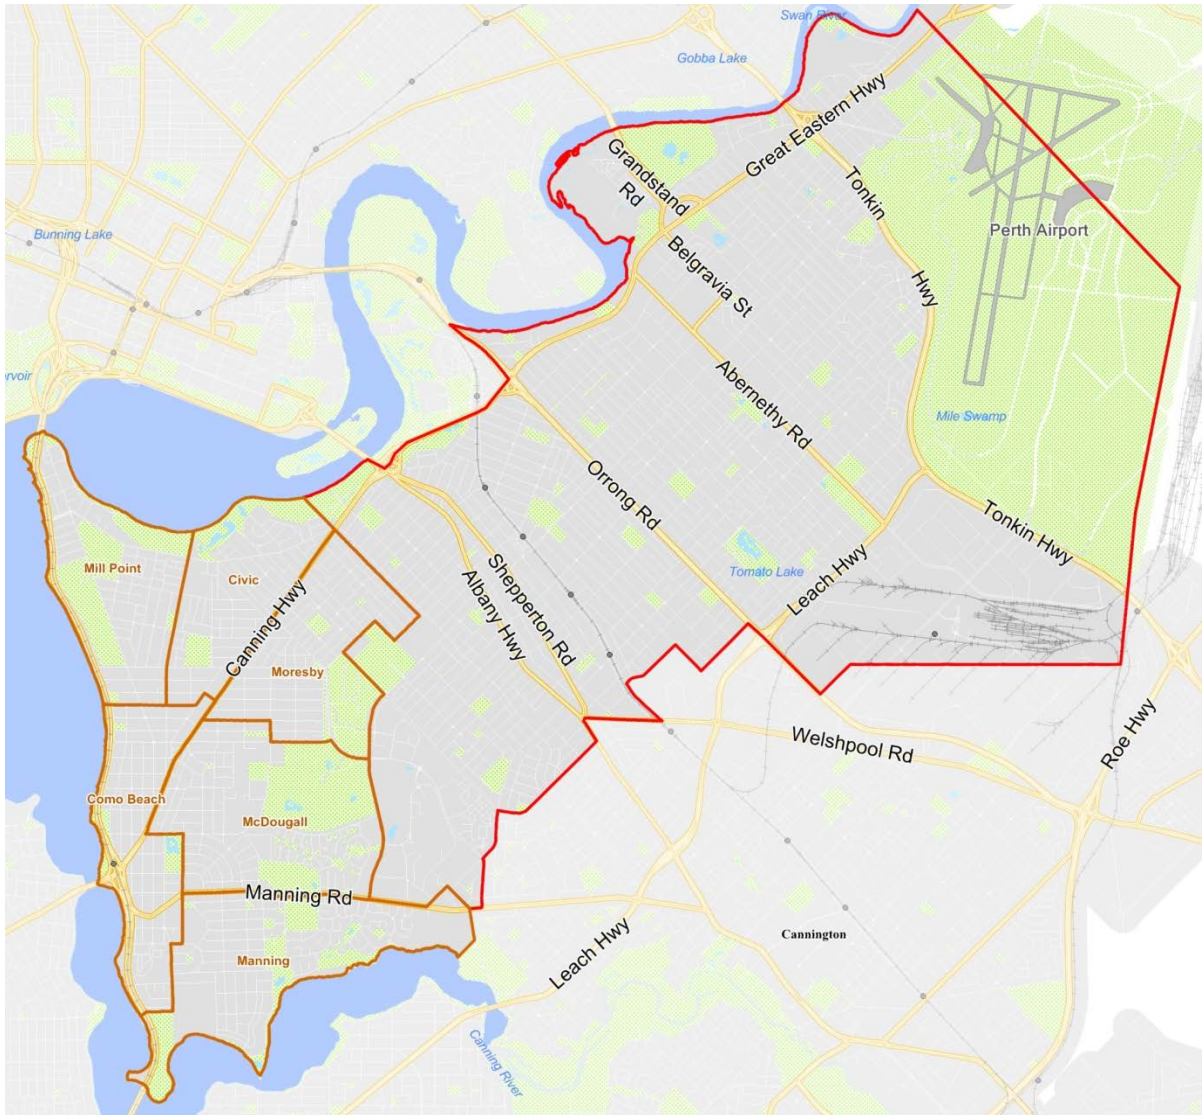 Swan River
Gobba Lake
Great Eastern Hwy
Grandstand
Rd
Tonkin
Hwy
Perth Airport
Bunning Lake
Belgravia St
ervoir
Abernethy Rd
Mile Swamp
Orrong Rd
Tonkin Hwy
Mill Point
Civic
Canning Hwy
Shepperton Rd
Albany Hwy
Tomato Lake
Leach Hwy
Moresby
Welshpool Rd
Roe Hwy
Como Beach
McDougall
Manning Rd
Cannington
Manning
Leach Hwy
Canning River